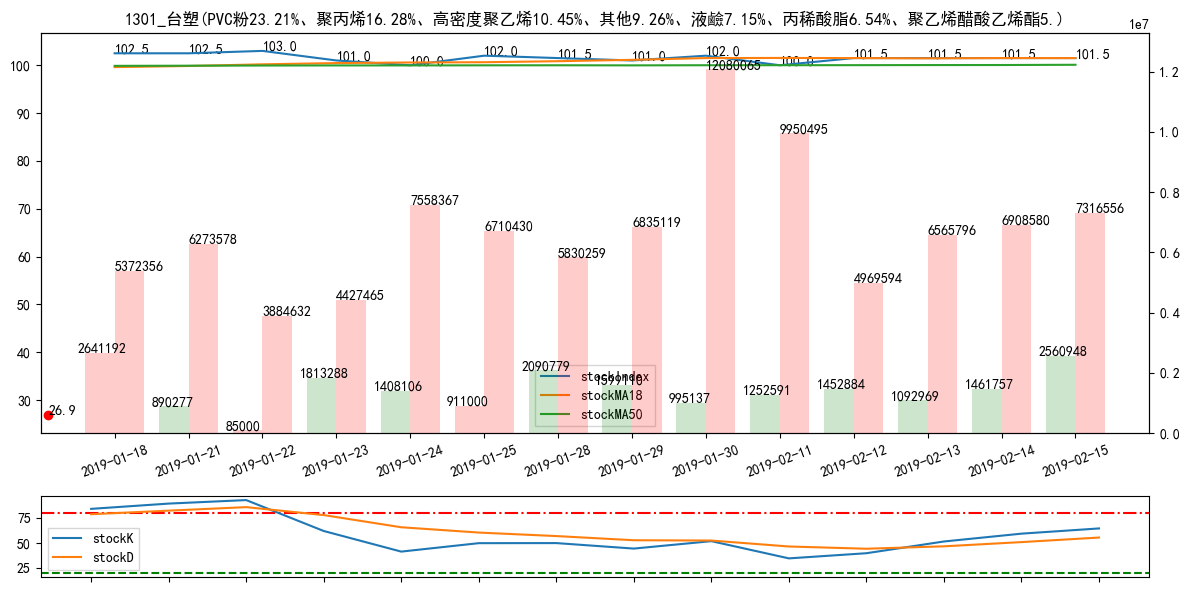 1301_台塑(PVC粉23.21%、聚丙烯16.28%、高密度聚乙烯10.45%、其他9.26%、液鹼7.15%、丙稀酸脂6.54%、聚乙烯醋酸乙烯酯5.)
1e7
102.5 102.5 103.0 101.0 100.0 102.0 101.5 101.0 102.0 100.0 101.5 101.5 101.5 101.5
100
90
80
70
60
50
40
30
1.2
1.0
0.8
0.6
0.4
0.2
0.0
5372356 6273578 3884632 4427465 7558367 6710430 5830259 6835119 12080065 9950495 4969594 6565796 6908580 7316556
2641192 890277 85000 1813288 1408106 911000 2090779 1599110 995137 1252591 1452884 1092969 1461757 2560948
26.9
stockIndex
stockMA18
stockMA50
2019-01-18 2019-01-21 2019-01-22 2019-01-23 2019-01-24 2019-01-25 2019-01-28 2019-01-29 2019-01-30 2019-02-11 2019-02-12 2019-02-13 2019-02-14 2019-02-15
75
50
25
stockK
stockD